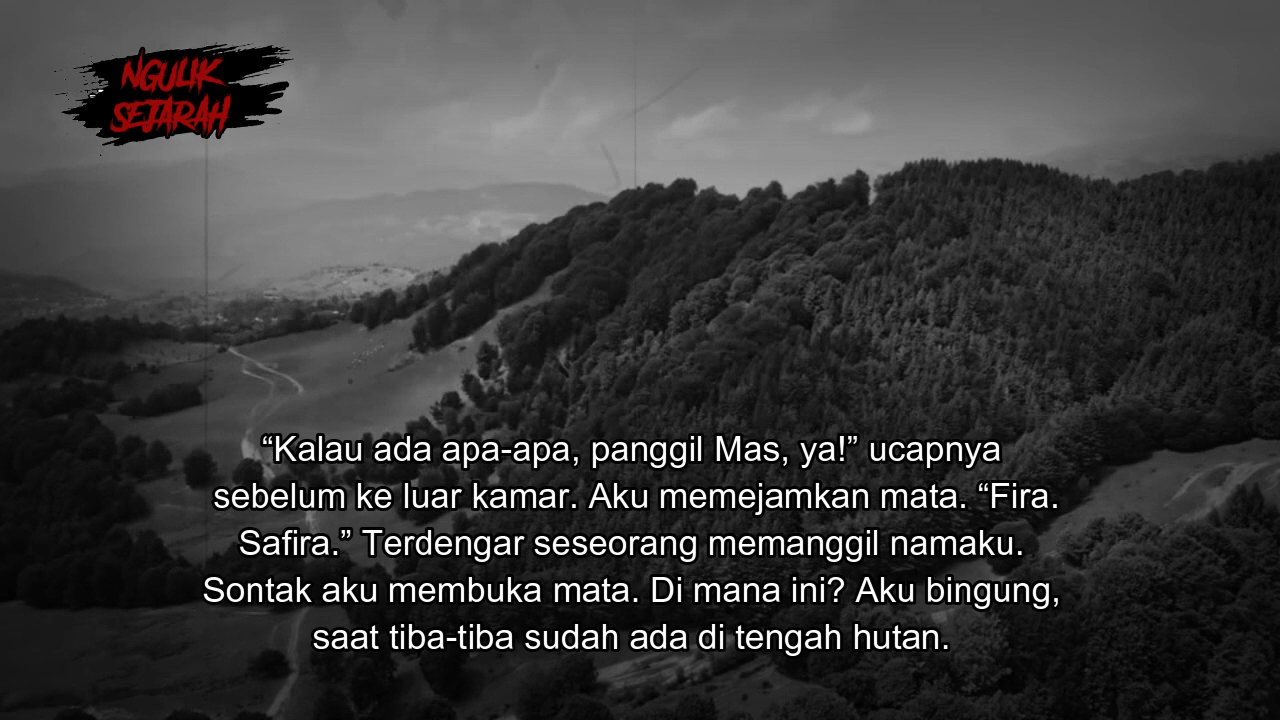 NGULIK
SEJARAH
“Kalau ada apa-apa, panggil Mas, ya!” ucapnya
sebelum ke luar kamar. Aku memejamkan mata. “Fira.
Safira.” Terdengar seseorang memanggil namaku.
Sontak aku membuka mata. Di mana ini? Aku bingung,
saat tiba-tiba sudah ada di tengah hutan.